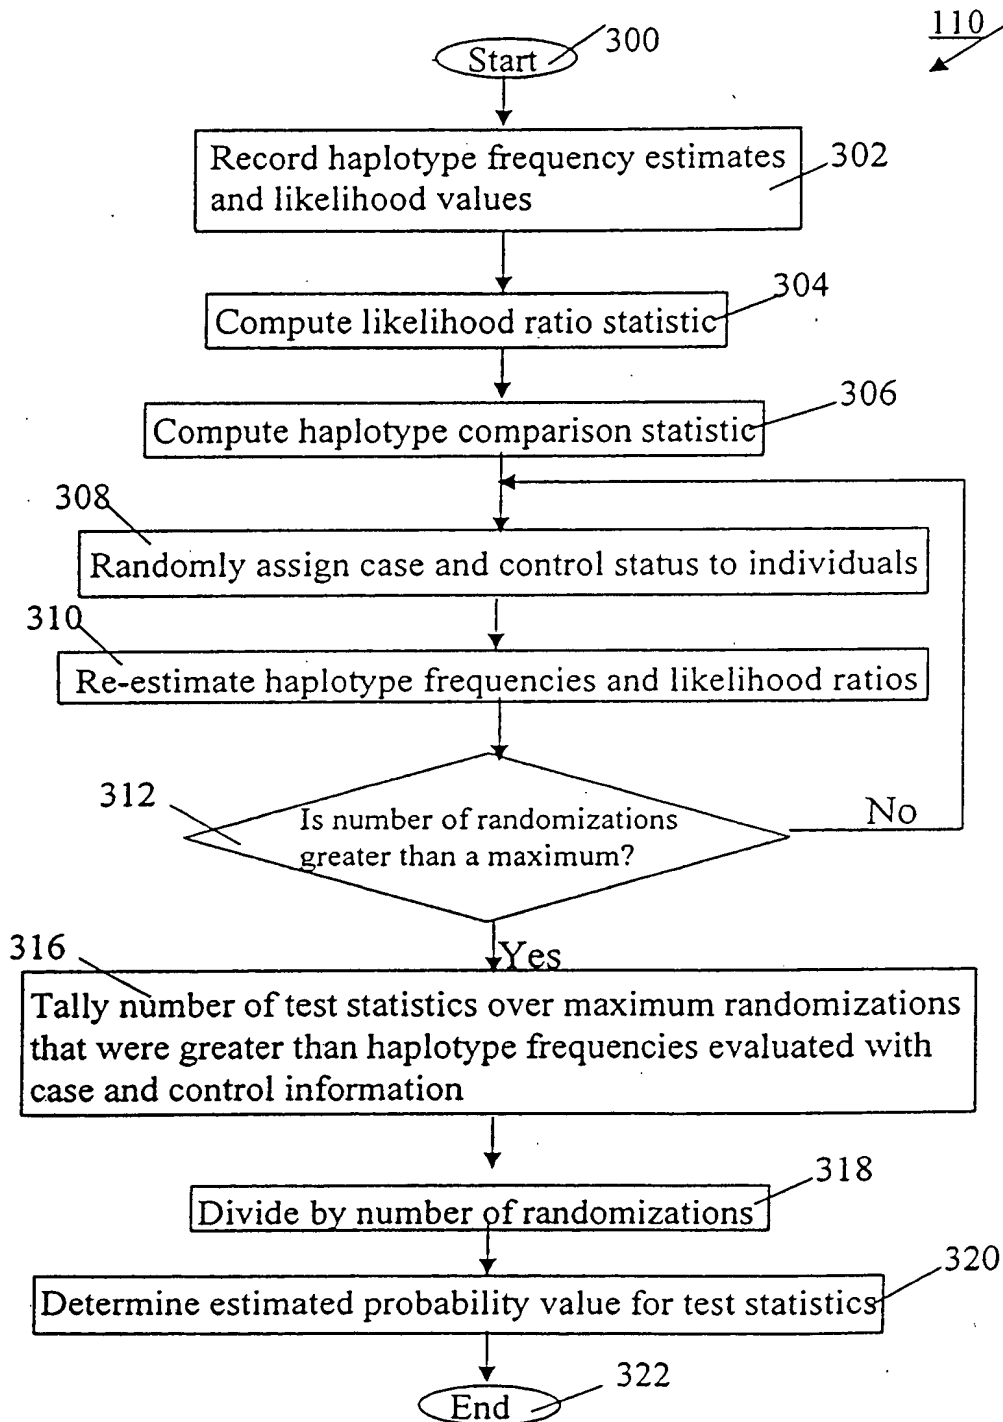 110
Start
300
Record haplotype frequency estimates
and likelihood values
302
304
Compute likelihood ratio statistic
306
Compute haplotype comparison statistic
308
Randomly assign case and control status to individuals
310
Re-estimate haplotype frequencies and likelihood ratios
312
Is number of randomizations
greater than a maximum?
No
Yes
316
Tally number of test statistics over maximum randomizations
that were greater than haplotype frequencies evaluated with
case and control information
318
Divide by number of randomizations
320
Determine estimated probability value for test statistics
322
End